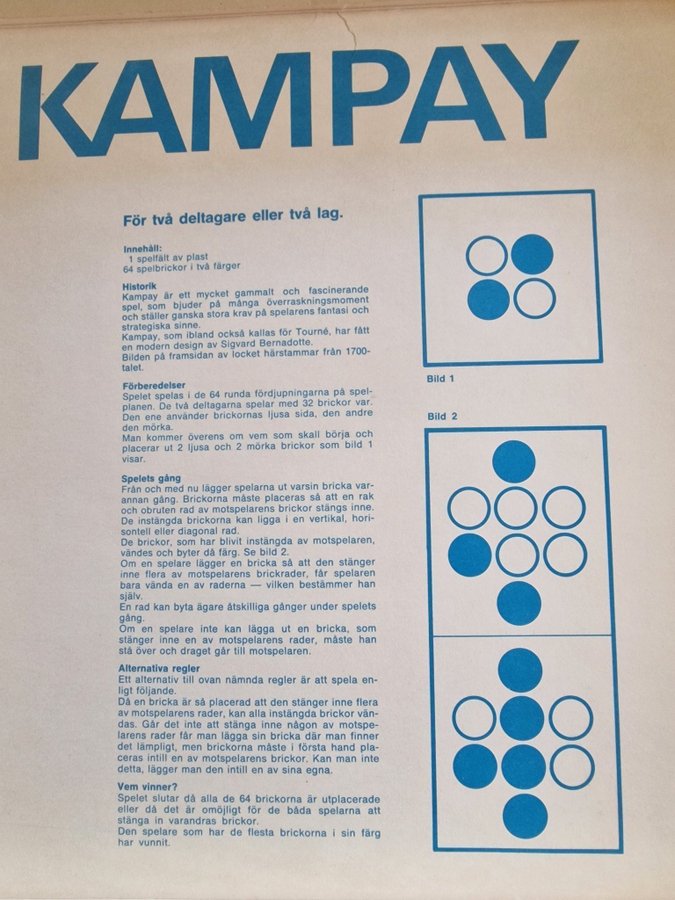 KAMPAY
För två deltagare eller två lag.
Innehåll:
1 spelfält av plast
64 spelbrickor i två färger
Historik
Kampay är ett mycket gammalt och fascinerande
spel, som bjuder på många överraskningsmoment
och ställer ganska stora krav på spelarens fantasi och
strategiska sinne.
Kampay, som ibland också kallas för Tourné, har fått
en modern design av Sigvard Bernadotte.
Bilden på framsidan av locket härstammar från 1700-
talet.
Förberedelser
Spelet spelas i de 64 runda fördjupningarna på spel-
planen. De två deltagarna spelar med 32 brickor var.
Den ene använder brickornas ljusa sida, den andre
den mörka.
Man kommer överens om vem som skall börja och
placerar ut 2 ljusa och 2 mörka brickor som bild 1
visar.
Spelets gång
Från och med nu lägger spelarna ut varsin bricka var-
annan gång. Brickorna måste placeras så att en rak
och obruten rad av motspelarens brickor stängs inne.
De instängda brickorna kan ligga i en vertikal, hori-
sontell eller diagonal rad.
De brickor, som har blivit instängda av motspelaren,
vändes och byter då färg. Se bild 2.
Om en spelare lägger en bricka så att den stänger
inne flera av motspelarens brickrader, får spelaren
bara vända en av raderna — vilken bestämmer han
själv.
En rad kan byta ägare åtskilliga gånger under spelets
gång.
Om en spelare inte kan lägga ut en bricka, som
stänger inne en av motspelarens rader, måste han
stå över och draget går till motspelaren.
Alternativa regler
Ett alternativ till ovan nämnda regler är att spela en-
ligt följande.
Då en bricka är så placerad att den stänger inne flera
av motspelarens rader, kan alla instängda brickor vän-
das. Går det inte att stänga inne någon av motspe-
larens rader får man lägga sin bricka där man finner
det lämpligt, men brickorna måste i första hand pla-
ceras intill en av motspelarens brickor. Kan man inte
detta, lägger man den intill en av sina egna.
Vem vinner?
Spelet slutar då alla de 64 brickorna är utplacerade
eller då det är omöjligt för de båda spelarna att
stänga in varandras brickor.
Den spelare som har de flesta brickorna i sin färg
har vunnit.
Bild 1
Bild 2